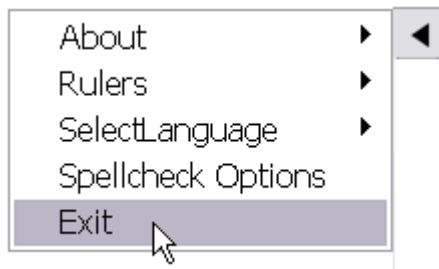 About
Rulers
SelectLanguage
Spellcheck Options
Exit